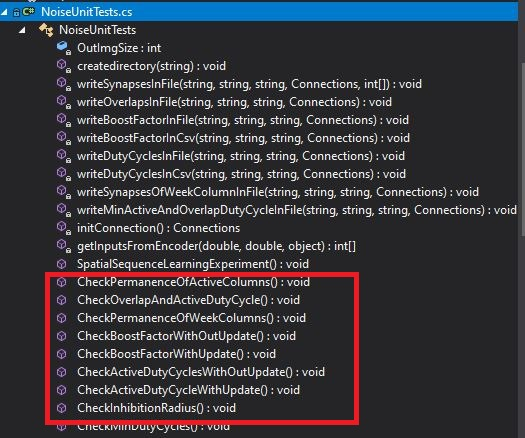 C# NoiseUnitTests.cs
NoiseUnitTests
OutImgSize : int
createdirectory(string) : void
writeSynapsesInFile(string, string, string, Connections, int[]) : void
writeOverlapsInFile(string, string, string, Connections) : void
writeBoostFactorInFile(string, string, string, Connections) : void
writeBoostFactorInCsv(string, string, string, Connections) : void
writeDutyCyclesInFile(string, string, string, Connections) : void
writeDutyCyclesInCsv(string, string, string, Connections) : void
writeSynapsesOfWeekColumnInFile(string, string, string, Connections) : void
writeMinActiveAndOverlapDutyCycleInFile(string, string, string, Connections) : void
initConnection() : Connections
getInputsFromEncoder(double, double, object) : int[]
SpatialSequenceLearningExperiment() : void
CheckPermanenceOfActiveColumns() : void
CheckOverlapAndActiveDutyCycle() : void
CheckPermanenceOfWeekColumns() : void
CheckBoostFactorWithOutUpdate() : void
CheckBoostFactorWithUpdate() : void
CheckActiveDutyCyclesWithOutUpdate() : void
CheckActiveDutyCycleWithUpdate() : void
CheckInhibitionRadius() : void
CheckMinDutyCycles() : void